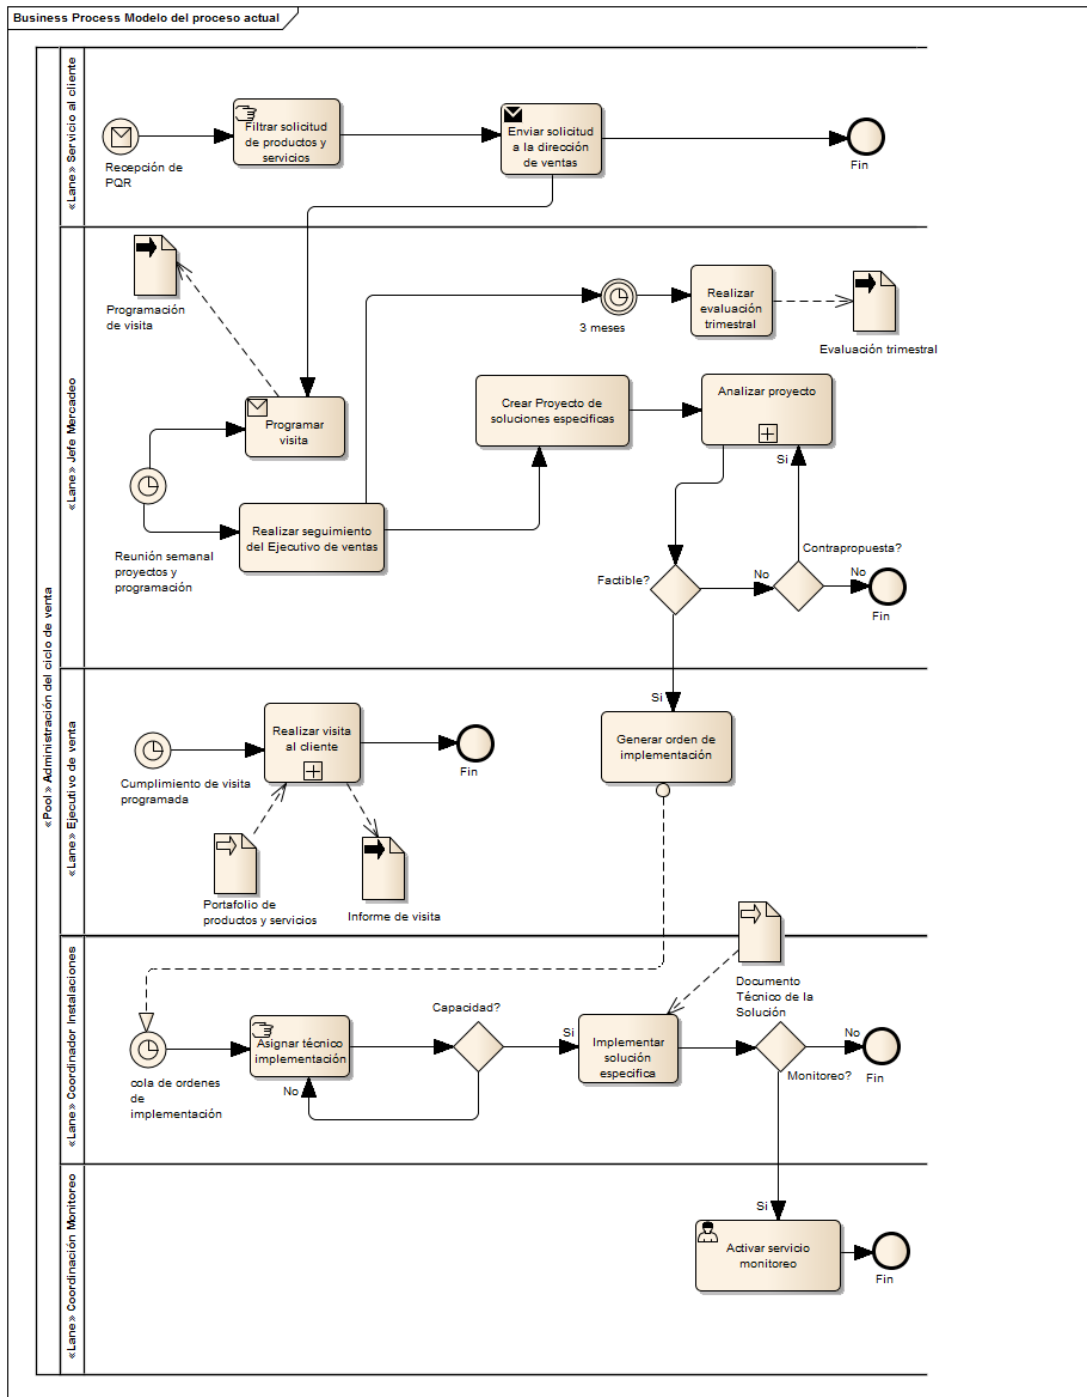 Business Process Modelo del proceso actual
«Pool» Administración del ciclo de venta
«Lane» Servicio al cliente
Recepción de
PQR
Filtrar solicitud
de productos y
servicios
Enviar solicitud
a la dirección
de ventas
Fin
«Lane» Jefe Mercadeo
Programación
de visita
3 meses
Realizar
evaluación
trimestral
Evaluación trimestral
Programar
visita
Crear Proyecto de
soluciones especificas
Analizar proyecto
Reunión semanal
proyectos y
programación
Realizar seguimiento
del Ejecutivo de ventas
Si
Contrapropuesta?
Factible?
No
No
Fin
«Lane» Ejecutivo de venta
Si
Cumplimiento de visita
programada
Realizar visita
al cliente
Fin
Generar orden de
implementación
Portafolio de
productos y servicios
Informe de visita
«Lane» Coordinador Instalaciones
Documento
Técnico de la
Solución
cola de ordenes
de
implementación
Asignar técnico
implementación
Capacidad?
No
Si
Implementar
solución
especifica
Monitoreo?
No
Fin
«Lane» Coordinación Monitoreo
Si
Activar servicio
monitoreo
Fin